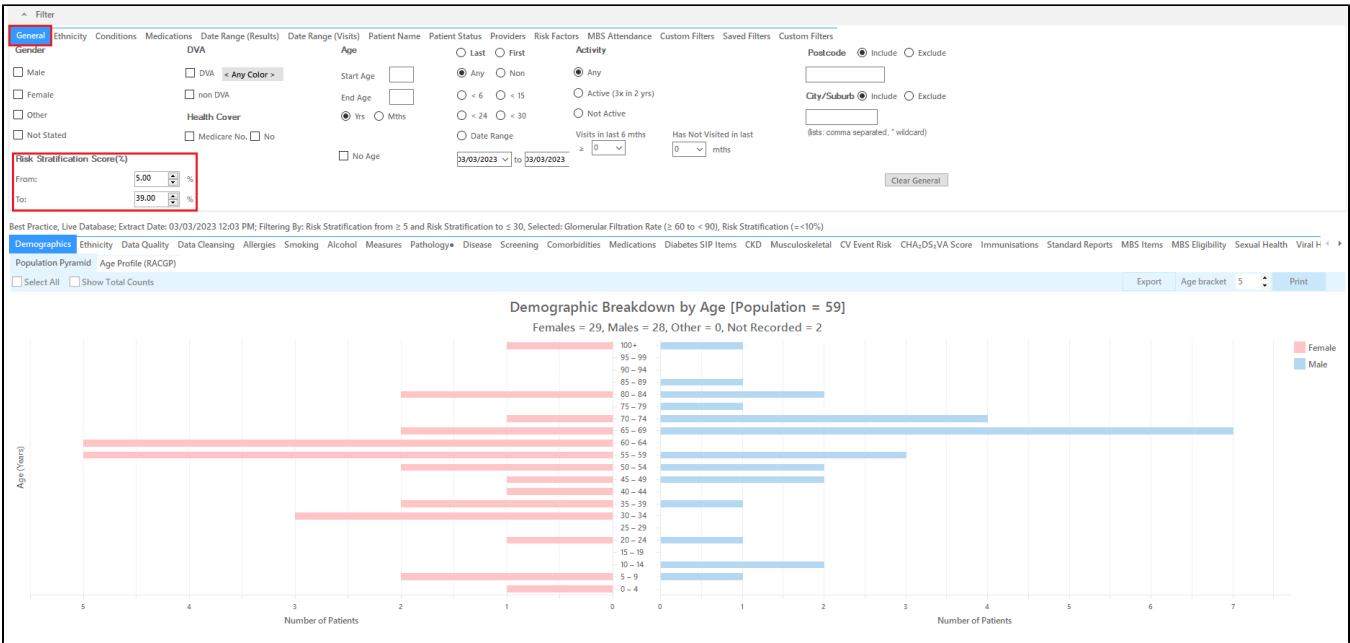 Filter
General Ethnicity Conditions Medications Date Range (Results) Date Range (Visits) Patient Name Patient Status Providers Risk Factors MBS Attendance Custom Filters Saved Filters Custom Filters
Gender DVA Age Last First Activity Postcode Include Exclude
Male DVA < Any Color > Start Age Any Non Any
Female non DVA End Age < 6 < 15 Active (3x in 2 yrs) City/Suburb Include Exclude
Other Health Cover Yrs Mths < 24 < 30 Not Active
Not Stated Medicare No. No Date Range Visits in last 6 mths Has Not Visited in last (lists: comma separated, * wildcard)
≥ 0 0 mths
Risk Stratification Score(%) No Age 03/03/2023 to 03/03/2023
From: 5.00 % Clear General
To: 39.00 %
Best Practice, Live Database; Extract Date: 03/03/2023 12:03 PM; Filtering By: Risk Stratification from ≥ 5 and Risk Stratification to ≤ 30, Selected: Glomerular Filtration Rate (≥ 60 to < 90), Risk Stratification (=<10%)
Demographics Ethnicity Data Quality Data Cleansing Allergies Smoking Alcohol Measures Pathology● Disease Screening Comorbidities Medications Diabetes SIP Items CKD Musculoskeletal CV Event Risk CHA₂DS₂VA Score Immunisations Standard Reports MBS Items MBS Eligibility Sexual Health Viral H
Population Pyramid Age Profile (RACGP)
Select All Show Total Counts Export Age bracket 5 Print
Demographic Breakdown by Age [Population = 59]
Females = 29, Males = 28, Other = 0, Not Recorded = 2
Female
Male
Age (Years)
100+
95 – 99
90 – 94
85 – 89
80 – 84
75 – 79
70 – 74
65 – 69
60 – 64
55 – 59
50 – 54
45 – 49
40 – 44
35 – 39
30 – 34
25 – 29
20 – 24
15 – 19
10 – 14
5 – 9
0 – 4
5 4 3 2 1 0 0 1 2 3 4 5 6 7
Number of Patients Number of Patients